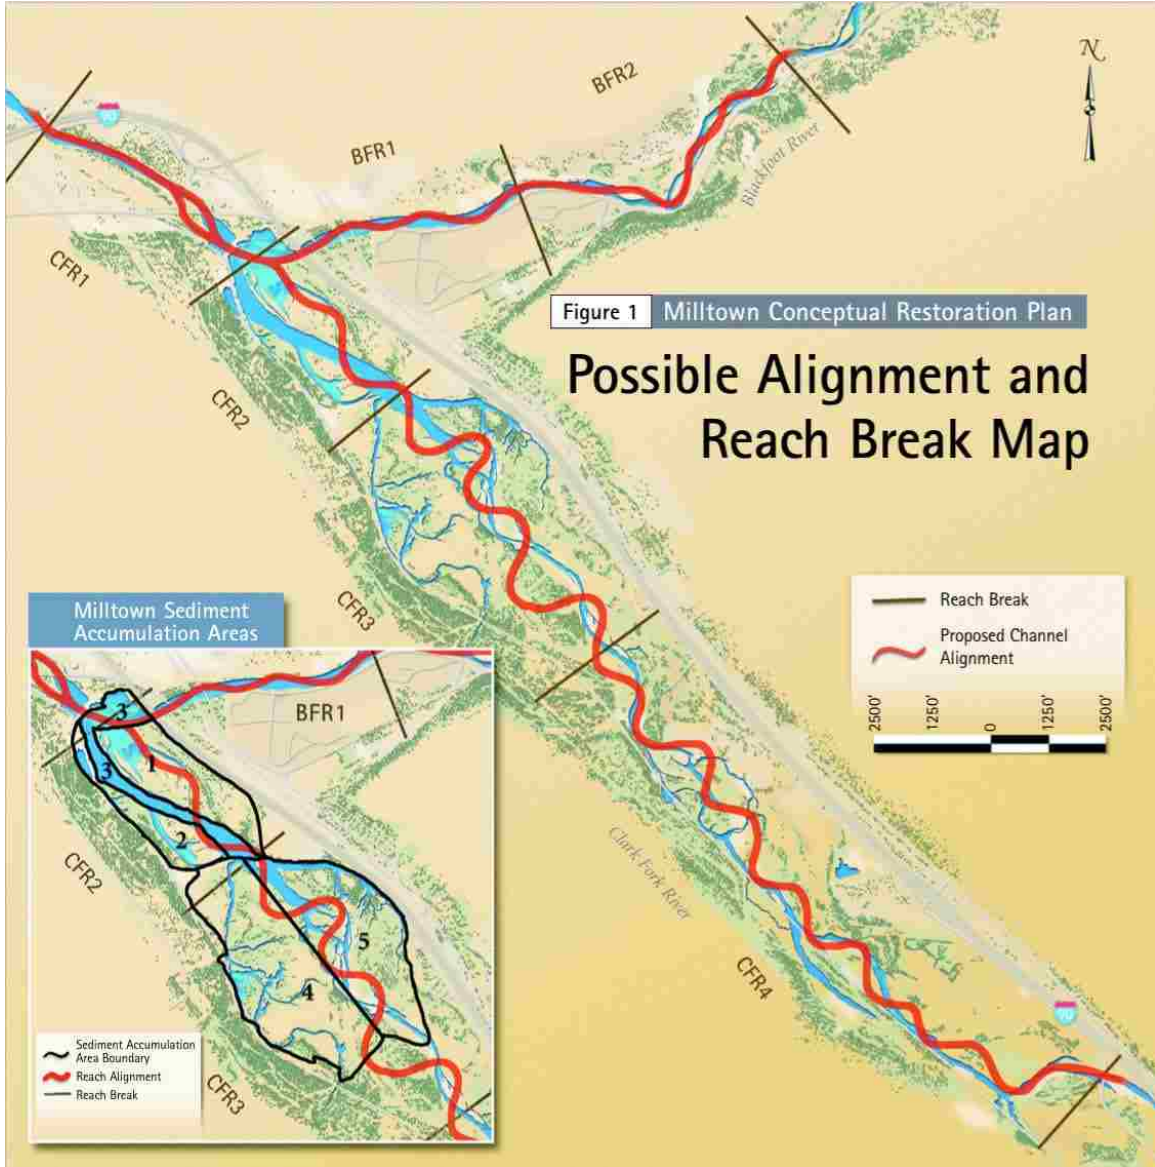 BFR2
N
90
BFR1
Blackfoot River
CFR1
Figure 1
Milltown Conceptual Restoration Plan
Possible Alignment and
Reach Break Map
CFR2
CFR3
Reach Break
Proposed Channel
Alignment
2500'
1250'
0
1250'
2500'
Clark Fork River
CFR4
90
Milltown Sediment
Accumulation Areas
BFR1
3
1
3
2
CFR2
5
4
CFR3
Sediment Accumulation
Area Boundary
Reach Alignment
Reach Break